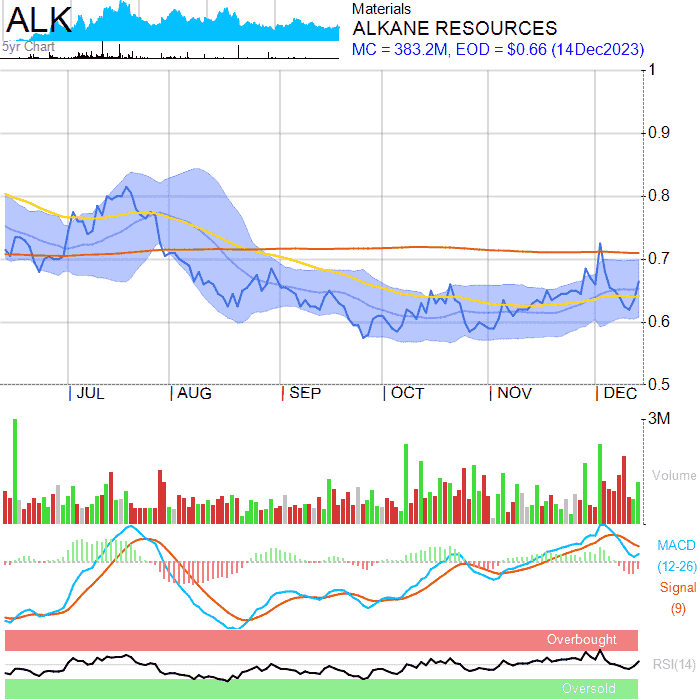 ALK
5yr Chart
Materials
ALKANE RESOURCES
MC = 383.2M, EOD = $0.66 (14Dec2023)
1
0.9
0.8
0.7
0.6
0.5
JUL
AUG
SEP
OCT
NOV
DEC
3M
Volume
MACD
(12-26)
Signal
(9)
Overbought
RSI(14)
Oversold